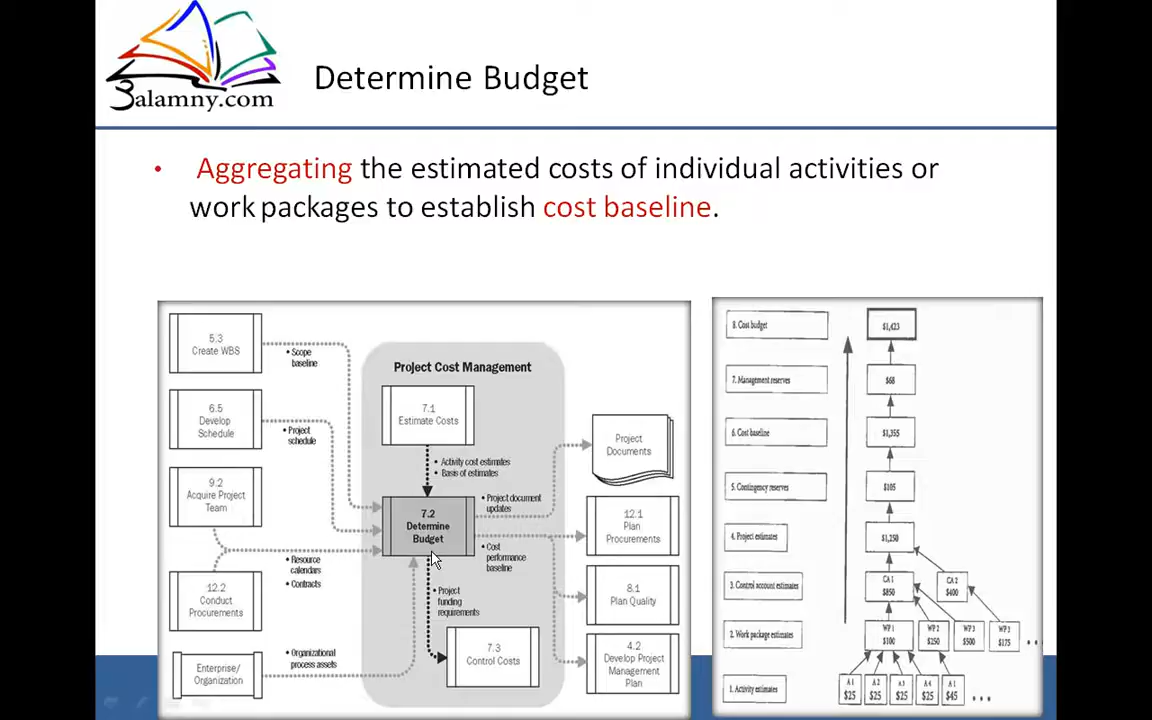 3alamny.com
Determine Budget
• Aggregating the estimated costs of individual activities or
work packages to establish cost baseline.
5.3
Create WBS
• Scope
baseline
6.5
Develop
Schedule
• Project
schedule
9.2
Acquire Project
Team
• Resource
calendars
• Contracts
12.2
Conduct
Procurements
• Organizational
process assets
Enterprise/
Organization
Project Cost Management
7.1
Estimate Costs
• Activity cost estimates
• Basis of estimates
7.2
Determine
Budget
• Project document
updates
• Cost
performance
baseline
• Project
funding
requirements
7.3
Control Costs
Project
Documents
12.1
Plan
Procurements
8.1
Plan Quality
4.2
Develop Project
Management
Plan
8. Cost budget
$1,423
7. Management reserves
$68
6. Cost baseline
$1,355
5. Contingency reserves
$105
4. Project estimates
$1,250
3. Control account estimates
CA 1
$850
CA 2
$400
2. Work package estimates
WP 1
$100
WP 2
$250
WP 3
$500
WP 3
$175
• • •
1. Activity estimates
A 1
$25
A 2
$25
A 3
$25
A 4
$25
A 1
$45
• • •